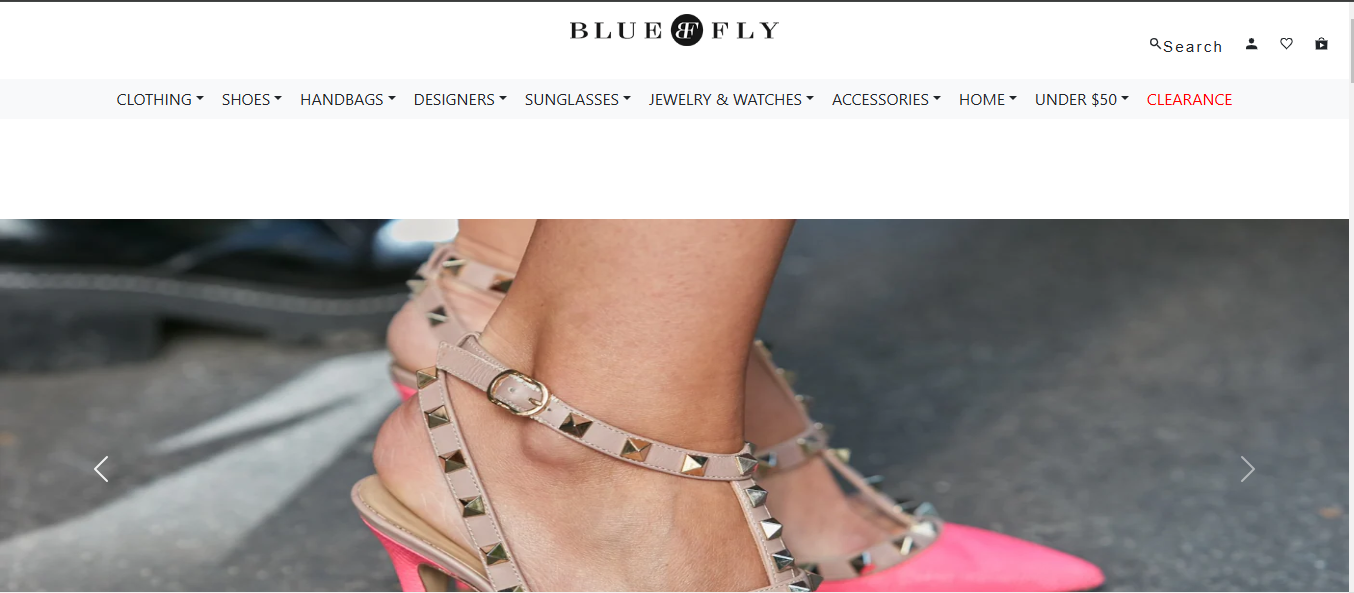 BLUE BF FLY
Search
CLOTHING SHOES HANDBAGS DESIGNERS SUNGLASSES JEWELRY & WATCHES ACCESSORIES HOME UNDER $50 CLEARANCE